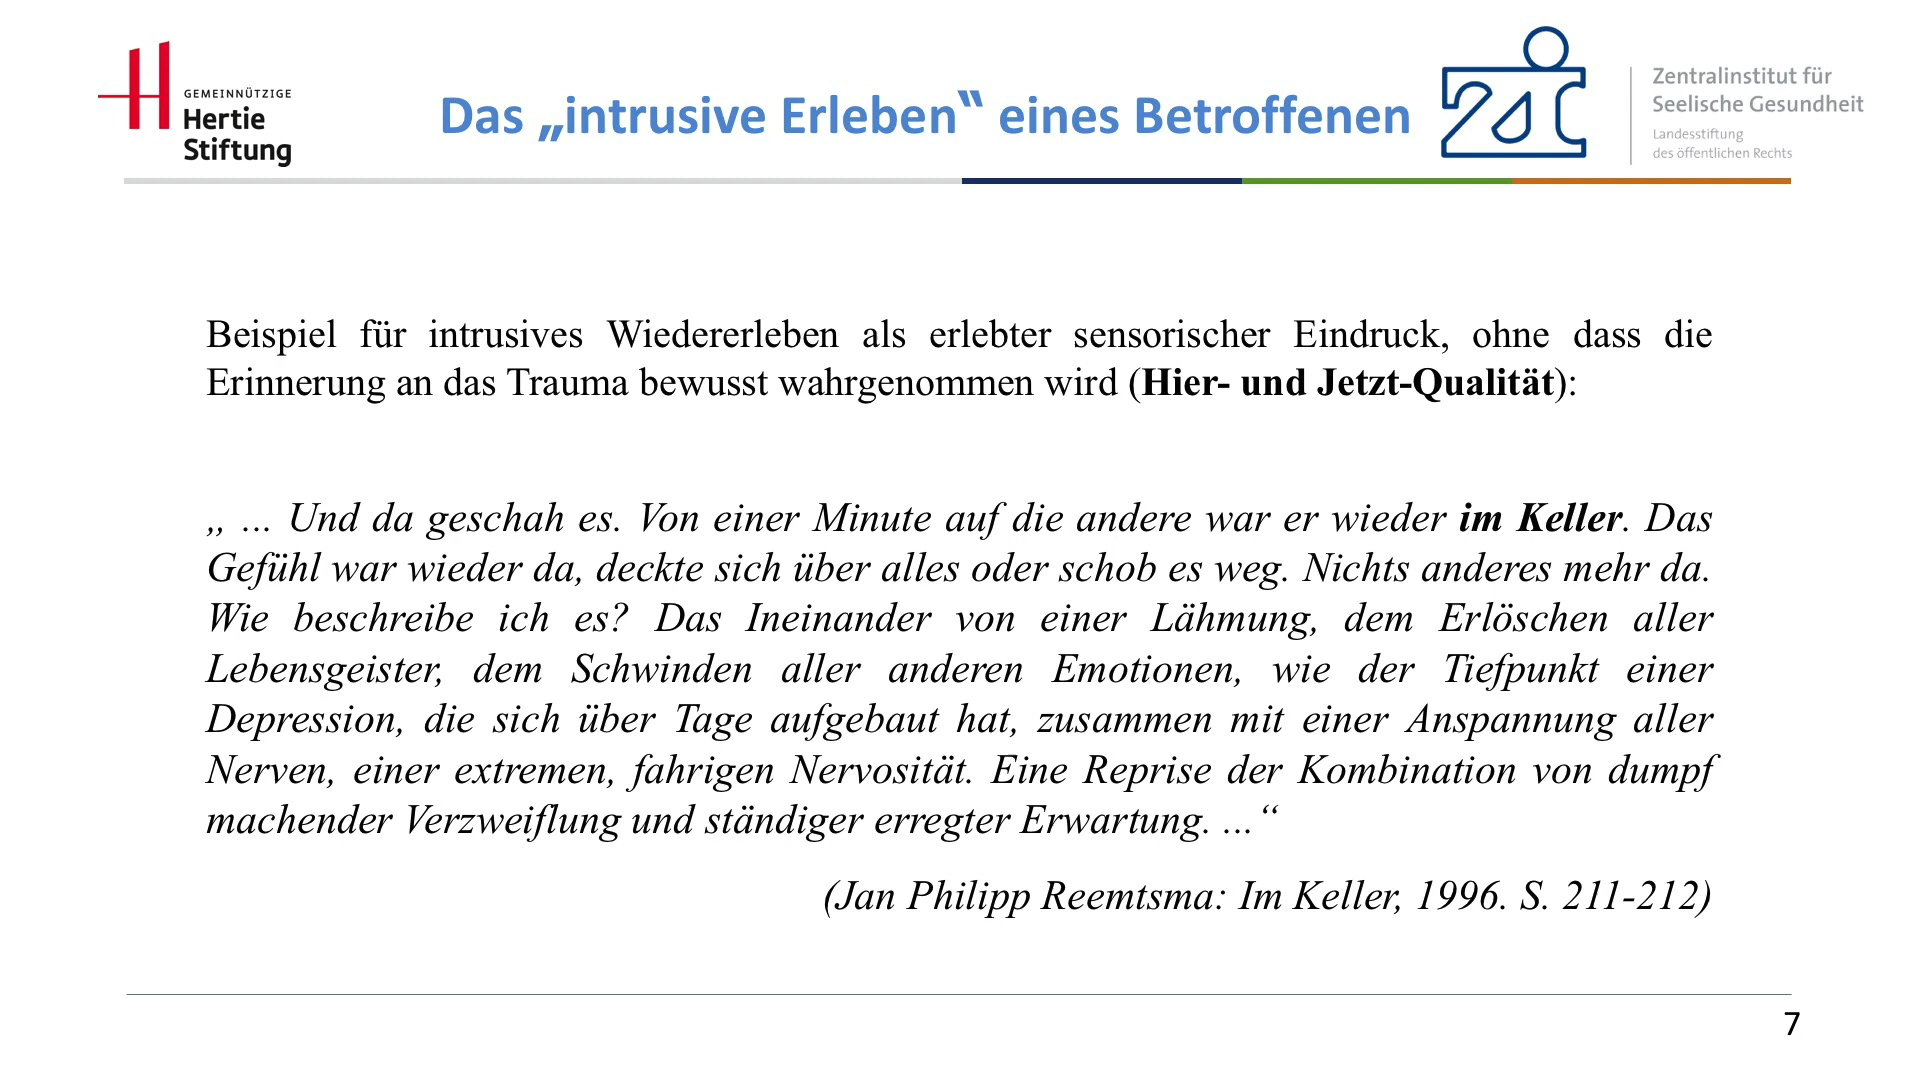 GEMEINNÜTZIGE
Hertie
Stiftung
Das „intrusive Erleben‟ eines Betroffenen
zi
Zentralinstitut für
Seelische Gesundheit
Landesstiftung
des öffentlichen Rechts
Beispiel für intrusives Wiedererleben als erlebter sensorischer Eindruck, ohne dass die
Erinnerung an das Trauma bewusst wahrgenommen wird (Hier- und Jetzt-Qualität):
„ ... Und da geschah es. Von einer Minute auf die andere war er wieder im Keller. Das
Gefühl war wieder da, deckte sich über alles oder schob es weg. Nichts anderes mehr da.
Wie beschreibe ich es? Das Ineinander von einer Lähmung, dem Erlöschen aller
Lebensgeister, dem Schwinden aller anderen Emotionen, wie der Tiefpunkt einer
Depression, die sich über Tage aufgebaut hat, zusammen mit einer Anspannung aller
Nerven, einer extremen, fahrigen Nervosität. Eine Reprise der Kombination von dumpf
machender Verzweiflung und ständiger erregter Erwartung. ...“
(Jan Philipp Reemtsma: Im Keller, 1996. S. 211-212)
7